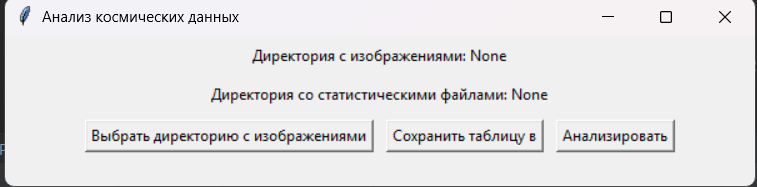 Анализ космических данных
Директория с изображениями: None
Директория со статистическими файлами: None
Выбрать директорию с изображениями Сохранить таблицу в Анализировать